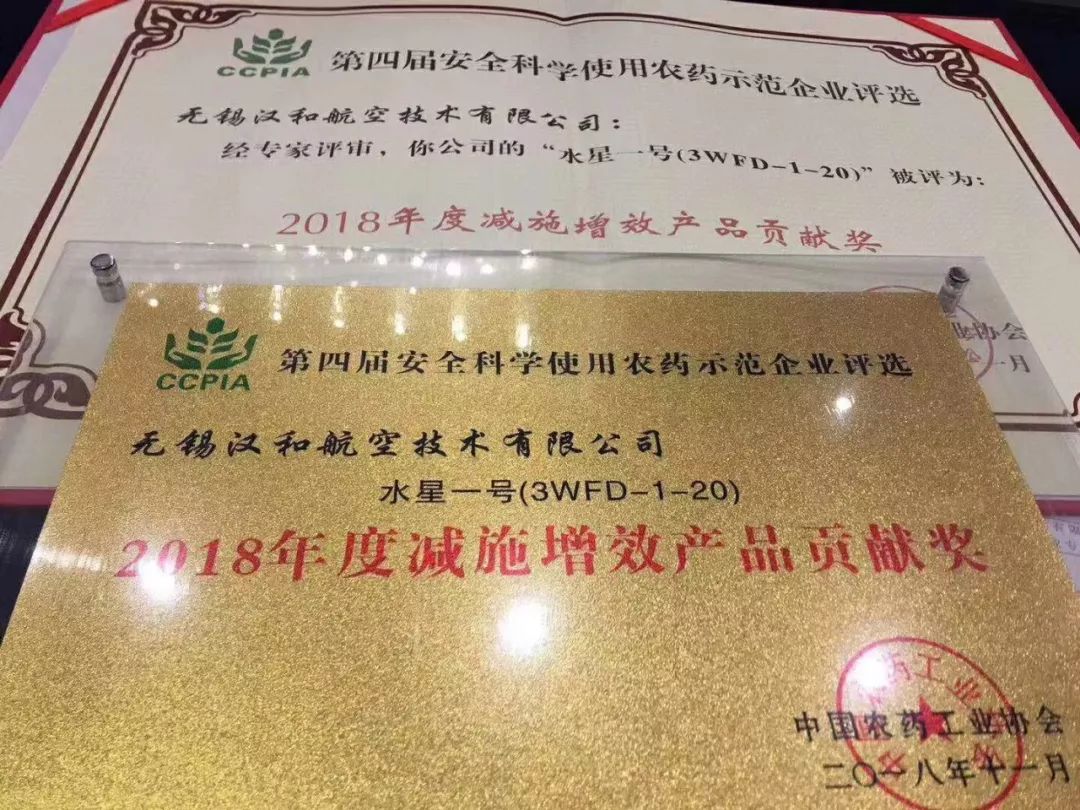 CCPIA
第四届安全科学使用农药示范企业评选
无锡汉和航空技术有限公司:
经专家评审,你公司的“水星一号(3WFD-1-20)”被评为:
2018年度减施增效产品贡献奖
业协会
月
CCPIA
第四届安全科学使用农药示范企业评选
无锡汉和航空技术有限公司
水星一号(3WFD-1-20)
2018年度减施增效产品贡献奖
中国农药工业协会
二〇一八年十一月